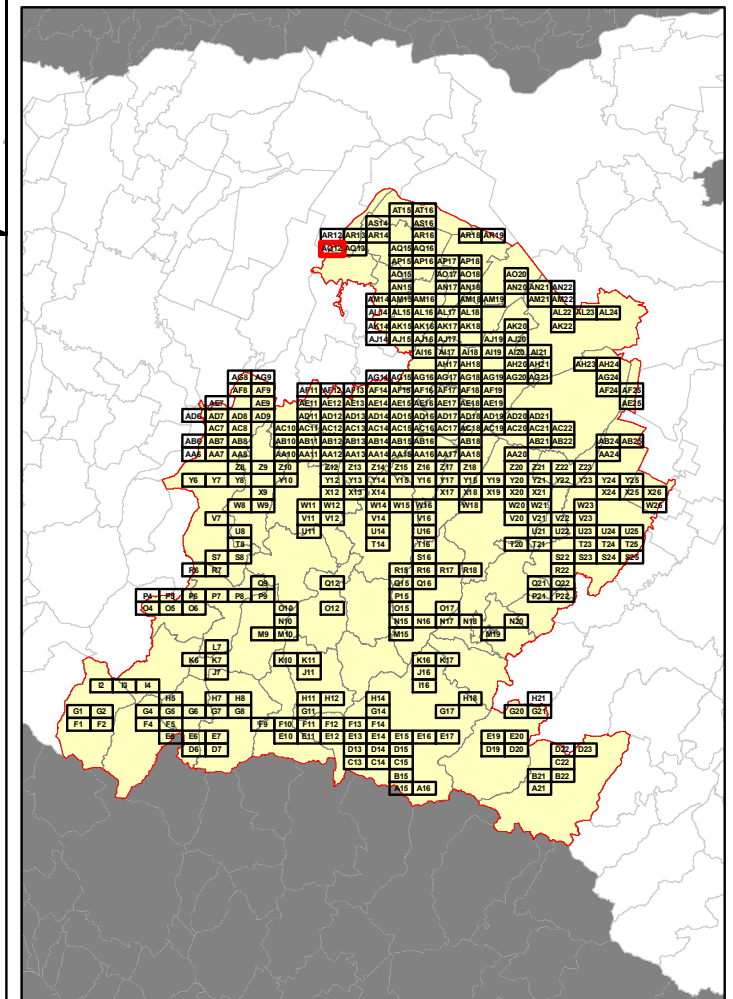 AT15 AT16
AS14 AS16
AR12 AR13 AR14 AR16 AR18 AR19
AQ12 AQ13 AQ15 AQ16
AP15 AP16 AP17 AP18
AO15 AO17 AO18 AO20
AN15 AN17 AN18 AN20 AN21 AN22
AM14 AM15 AM16 AM18 AM19 AM21 AM22
AL14 AL15 AL16 AL17 AL18 AL22 AL23 AL24
AK14 AK15 AK16 AK17 AK18 AK20 AK22
AJ14 AJ15 AJ16 AJ17 AJ19 AJ20
AI16 AI17 AI18 AI19 AI20 AI21
AH17 AH18 AH20 AH21 AH23 AH24
AG8 AG9 AG14 AG15 AG16 AG17 AG18 AG19 AG20 AG21 AG24
AF8 AF9 AF11 AF12 AF13 AF14 AF15 AF16 AF17 AF18 AF19 AF24 AF25
AE7 AE9 AE11 AE12 AE13 AE14 AE15 AE16 AE17 AE18 AE19 AE25
AD6 AD7 AD8 AD9 AD11 AD12 AD13 AD14 AD15 AD16 AD17 AD18 AD19 AD20 AD21
AC7 AC8 AC10 AC11 AC12 AC13 AC14 AC15 AC16 AC17 AC18 AC19 AC20 AC21 AC22
AB6 AB7 AB8 AB10 AB11 AB12 AB13 AB14 AB15 AB16 AB18 AB21 AB22 AB24 AB25
AA6 AA7 AA8 AA10 AA11 AA12 AA13 AA14 AA15 AA16 AA17 AA18 AA20 AA24
Z8 Z9 Z10 Z12 Z13 Z14 Z15 Z16 Z17 Z18 Z20 Z21 Z22 Z23
Y6 Y7 Y8 Y10 Y12 Y13 Y14 Y15 Y16 Y17 Y18 Y19 Y20 Y21 Y22 Y23 Y24 Y25
X9 X12 X13 X14 X17 X18 X19 X20 X21 X24 X25 X26
W8 W9 W11 W12 W14 W15 W16 W18 W20 W21 W23 W26
V7 V11 V12 V14 V16 V20 V21 V22 V23
U8 U11 U14 U16 U21 U22 U23 U24 U25
T8 T14 T16 T20 T21 T23 T24 T25
S7 S8 S16 S22 S23 S24 S25
R6 R7 R15 R16 R17 R18 R22
Q9 Q12 Q15 Q16 Q21 Q22
P4 P5 P6 P7 P8 P9 P15 P21 P22
O4 O5 O6 O10 O12 O15 O17
N10 N15 N16 N17 N18 N20
M9 M10 M15 M19
L7
K6 K7 K10 K11 K16 K17
J7 J11 J16
I2 I3 I4 I16
H5 H7 H8 H11 H12 H14 H18 H21
G1 G2 G4 G5 G6 G7 G8 G11 G14 G17 G20 G21
F1 F2 F4 F5 F9 F10 F11 F12 F13 F14
E5 E6 E7 E10 E11 E12 E13 E14 E15 E16 E17 E19 E20
D6 D7 D13 D14 D15 D19 D20 D22 D23
C13 C14 C15 C22
B15 B21 B22
A15 A16 A21